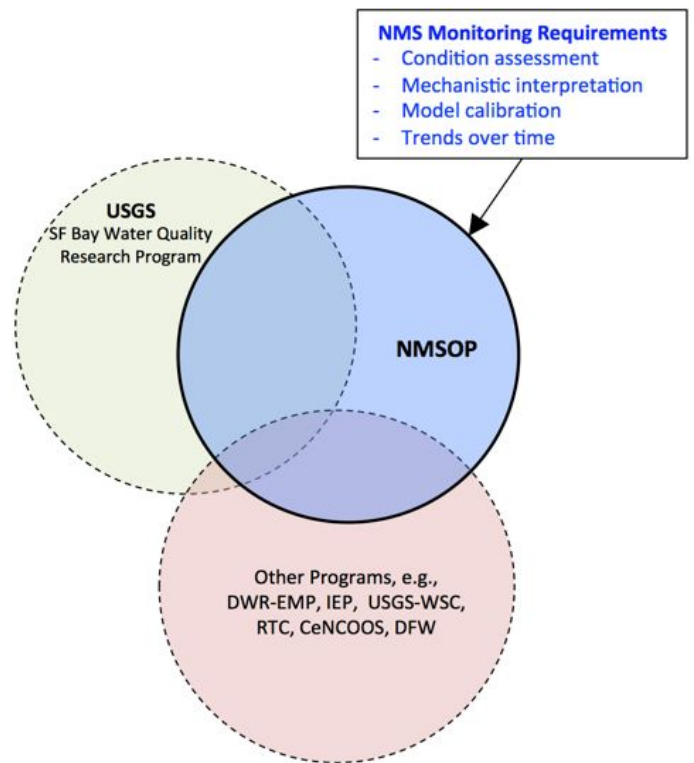 NMS Monitoring Requirements
- Condition assessment
- Mechanistic interpretation
- Model calibration
- Trends over time
USGS
SF Bay Water Quality
Research Program
NMSOP
Other Programs, e.g.,
DWR-EMP, IEP, USGS-WSC,
RTC, CeNCOOS, DFW